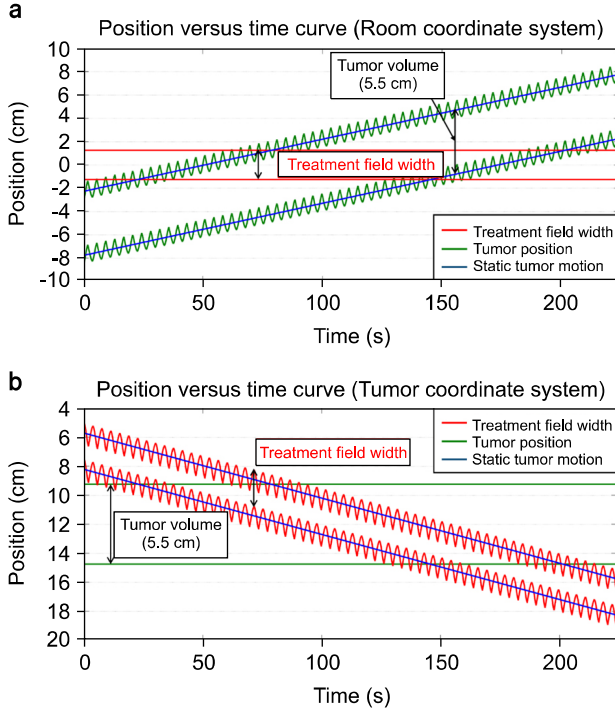 a
Position versus time curve (Room coordinate system)
10
8
6
4
2
0
-2
-4
-6
-8
-10
Position (cm)
Tumor volume
(5.5 cm)
Treatment field width
Treatment field width
Tumor position
Static tumor motion
0
50
100
150
200
Time (s)
b
Position versus time curve (Tumor coordinate system)
4
6
8
10
12
14
16
18
20
Position (cm)
Treatment field width
Tumor volume
(5.5 cm)
Treatment field width
Tumor position
Static tumor motion
0
50
100
150
200
Time (s)